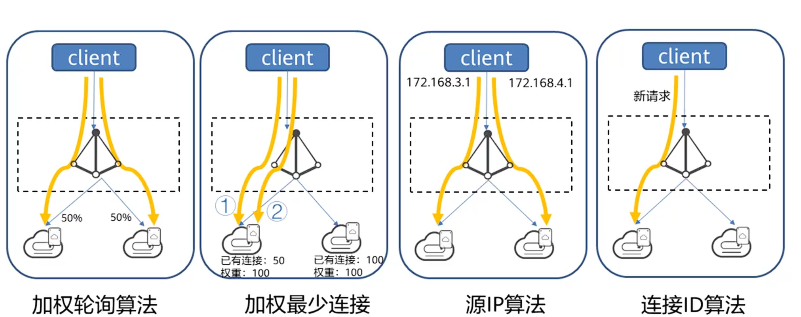 client
client
client
client
172.168.3.1
172.168.4.1
新请求
50%
50%
①
②
已有连接：50
权重：100
已有连接：100
权重：100
加权轮询算法
加权最少连接
源IP算法
连接ID算法